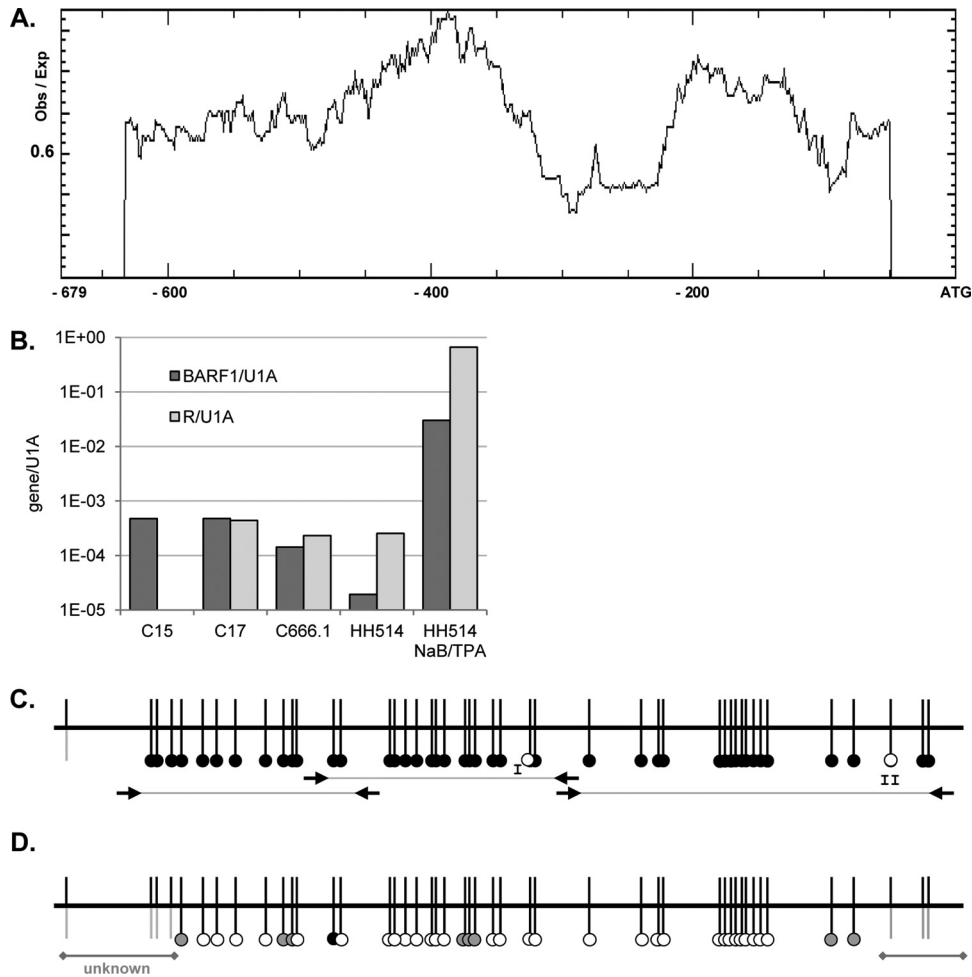 A.
Obs / Exp
0.6
- 679
- 600
- 400
- 200
ATG
B.
1E+00
1E-01
1E-02
1E-03
1E-04
1E-05
gene/U1A
BARF1/U1A
R/U1A
C15
C17
C666.1
HH514
HH514
NaB/TPA
C.
I
II
D.
unknown